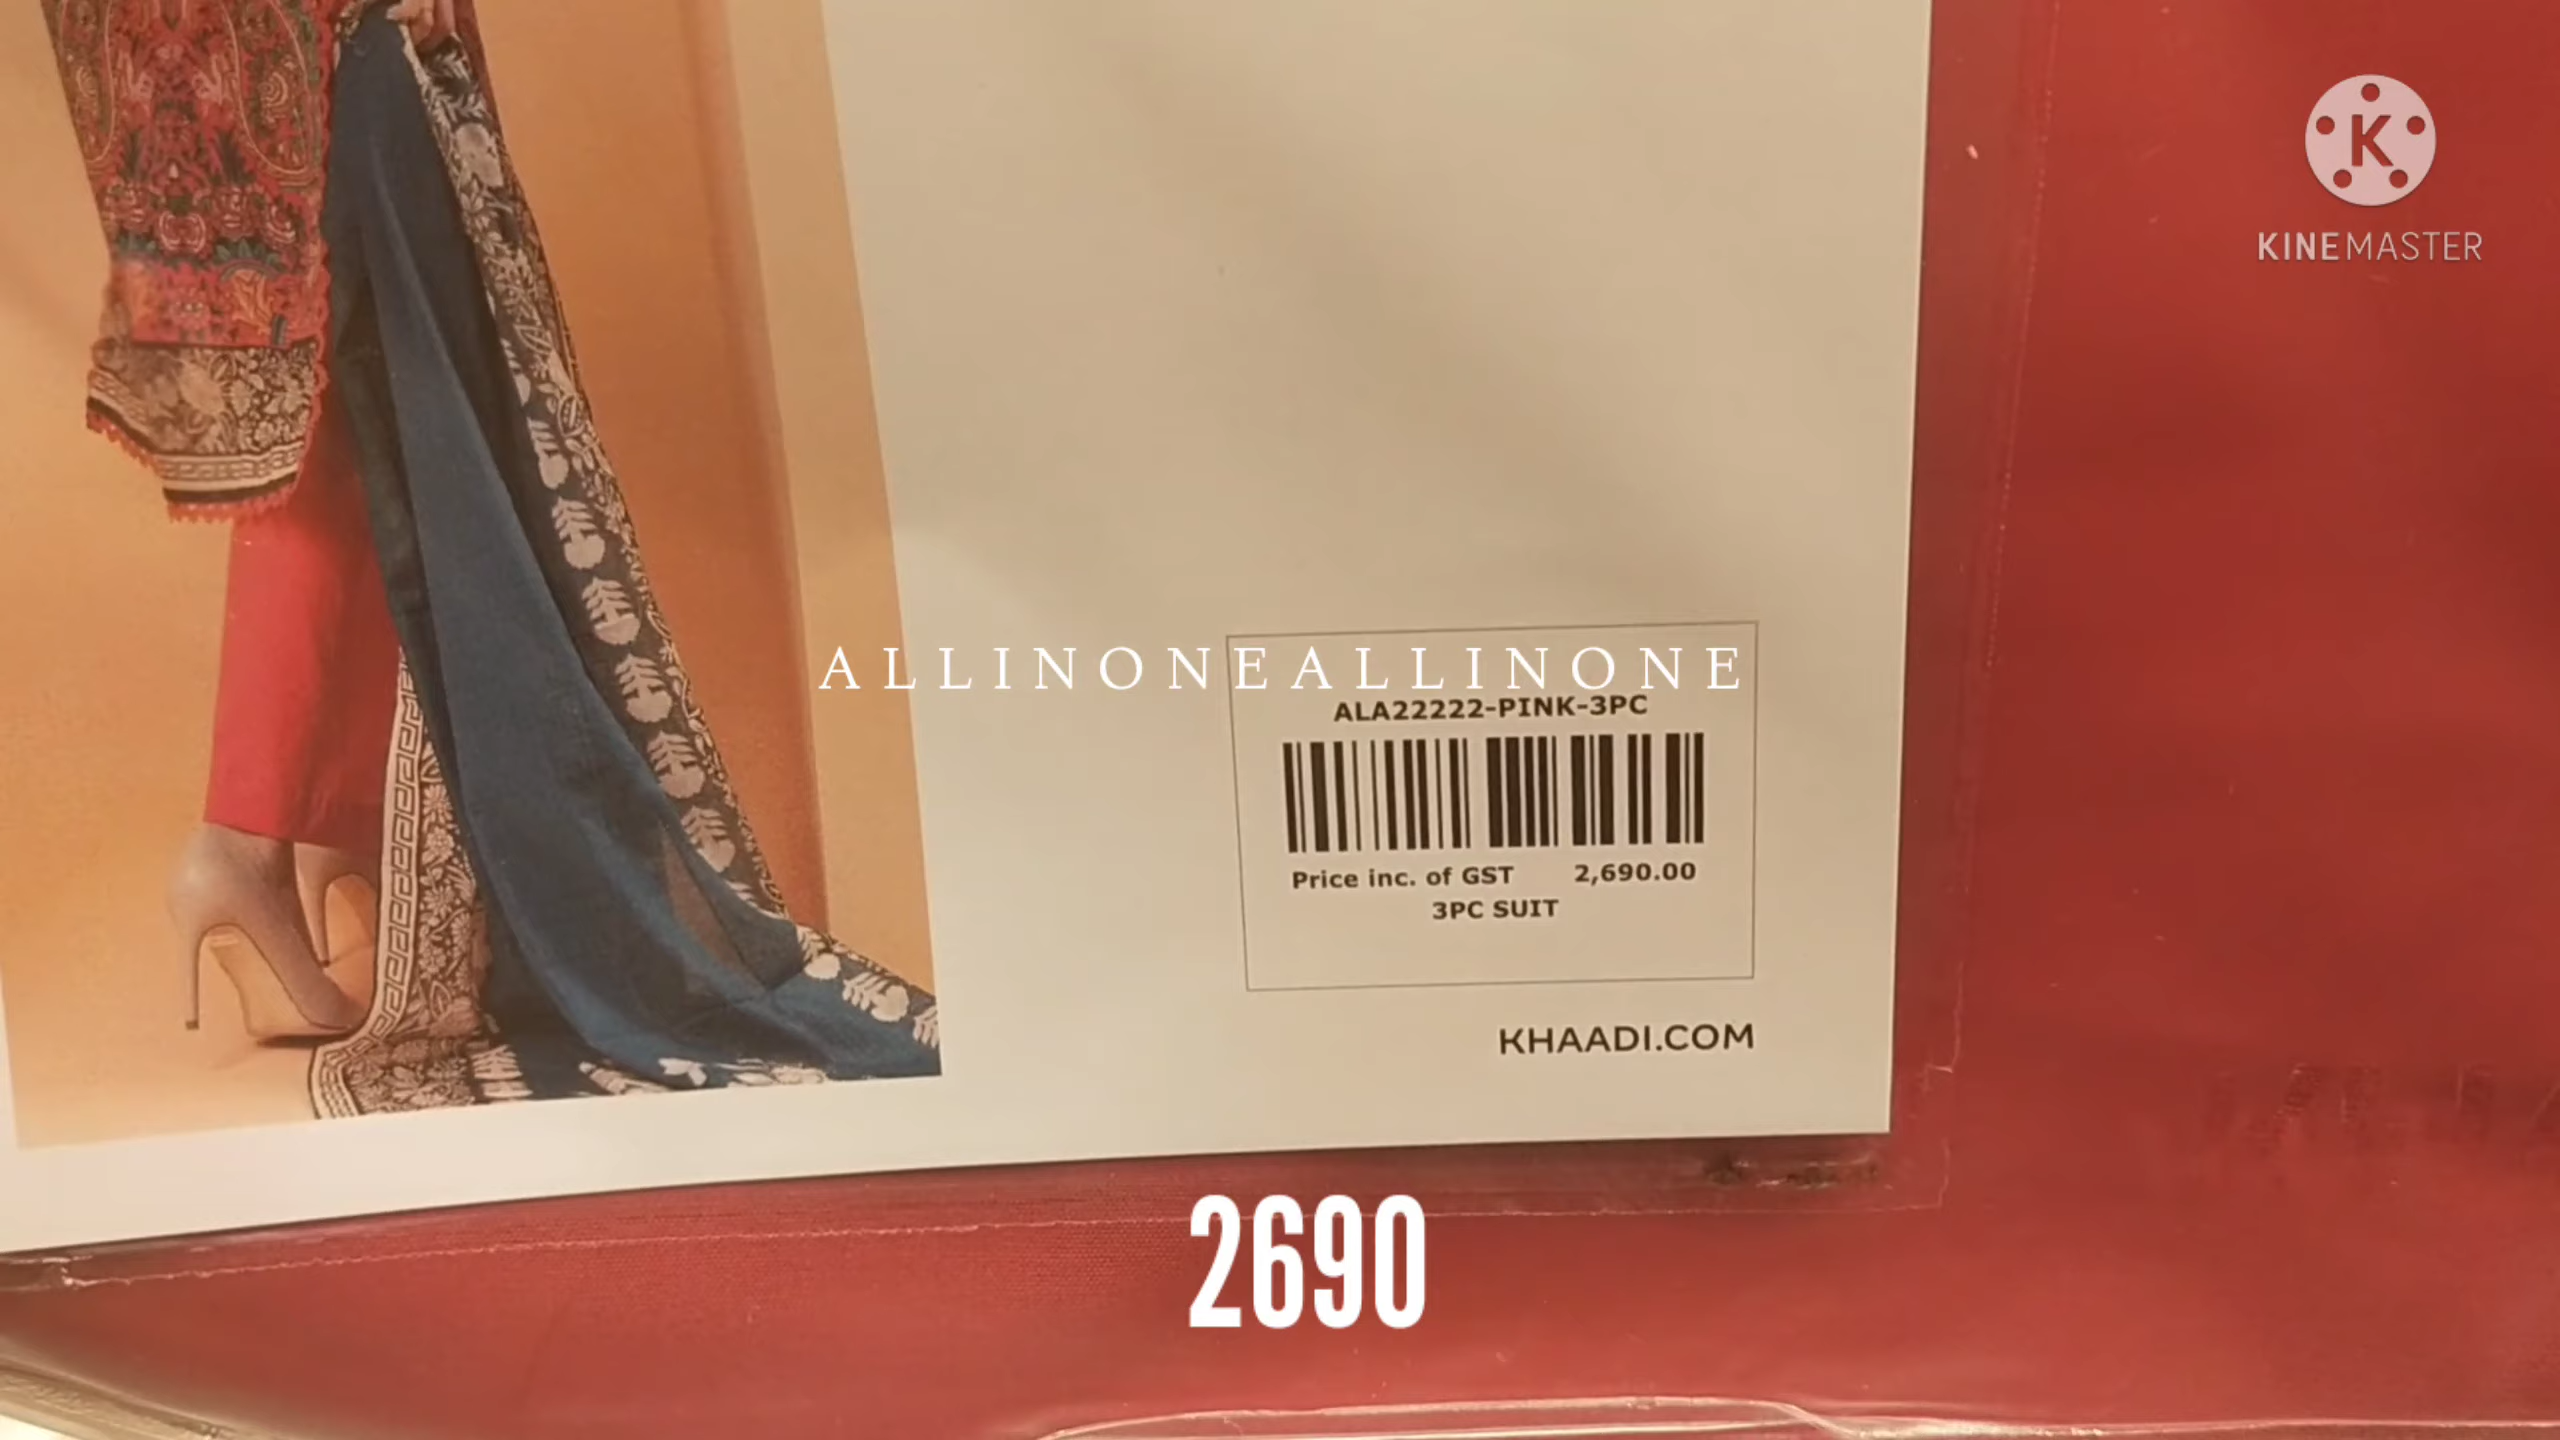 K
KINEMASTER
ALLINONEALLINONE
ALA22222-PINK-3PC
Price inc. of GST 2,690.00
3PC SUIT
KHAADI.COM
2690